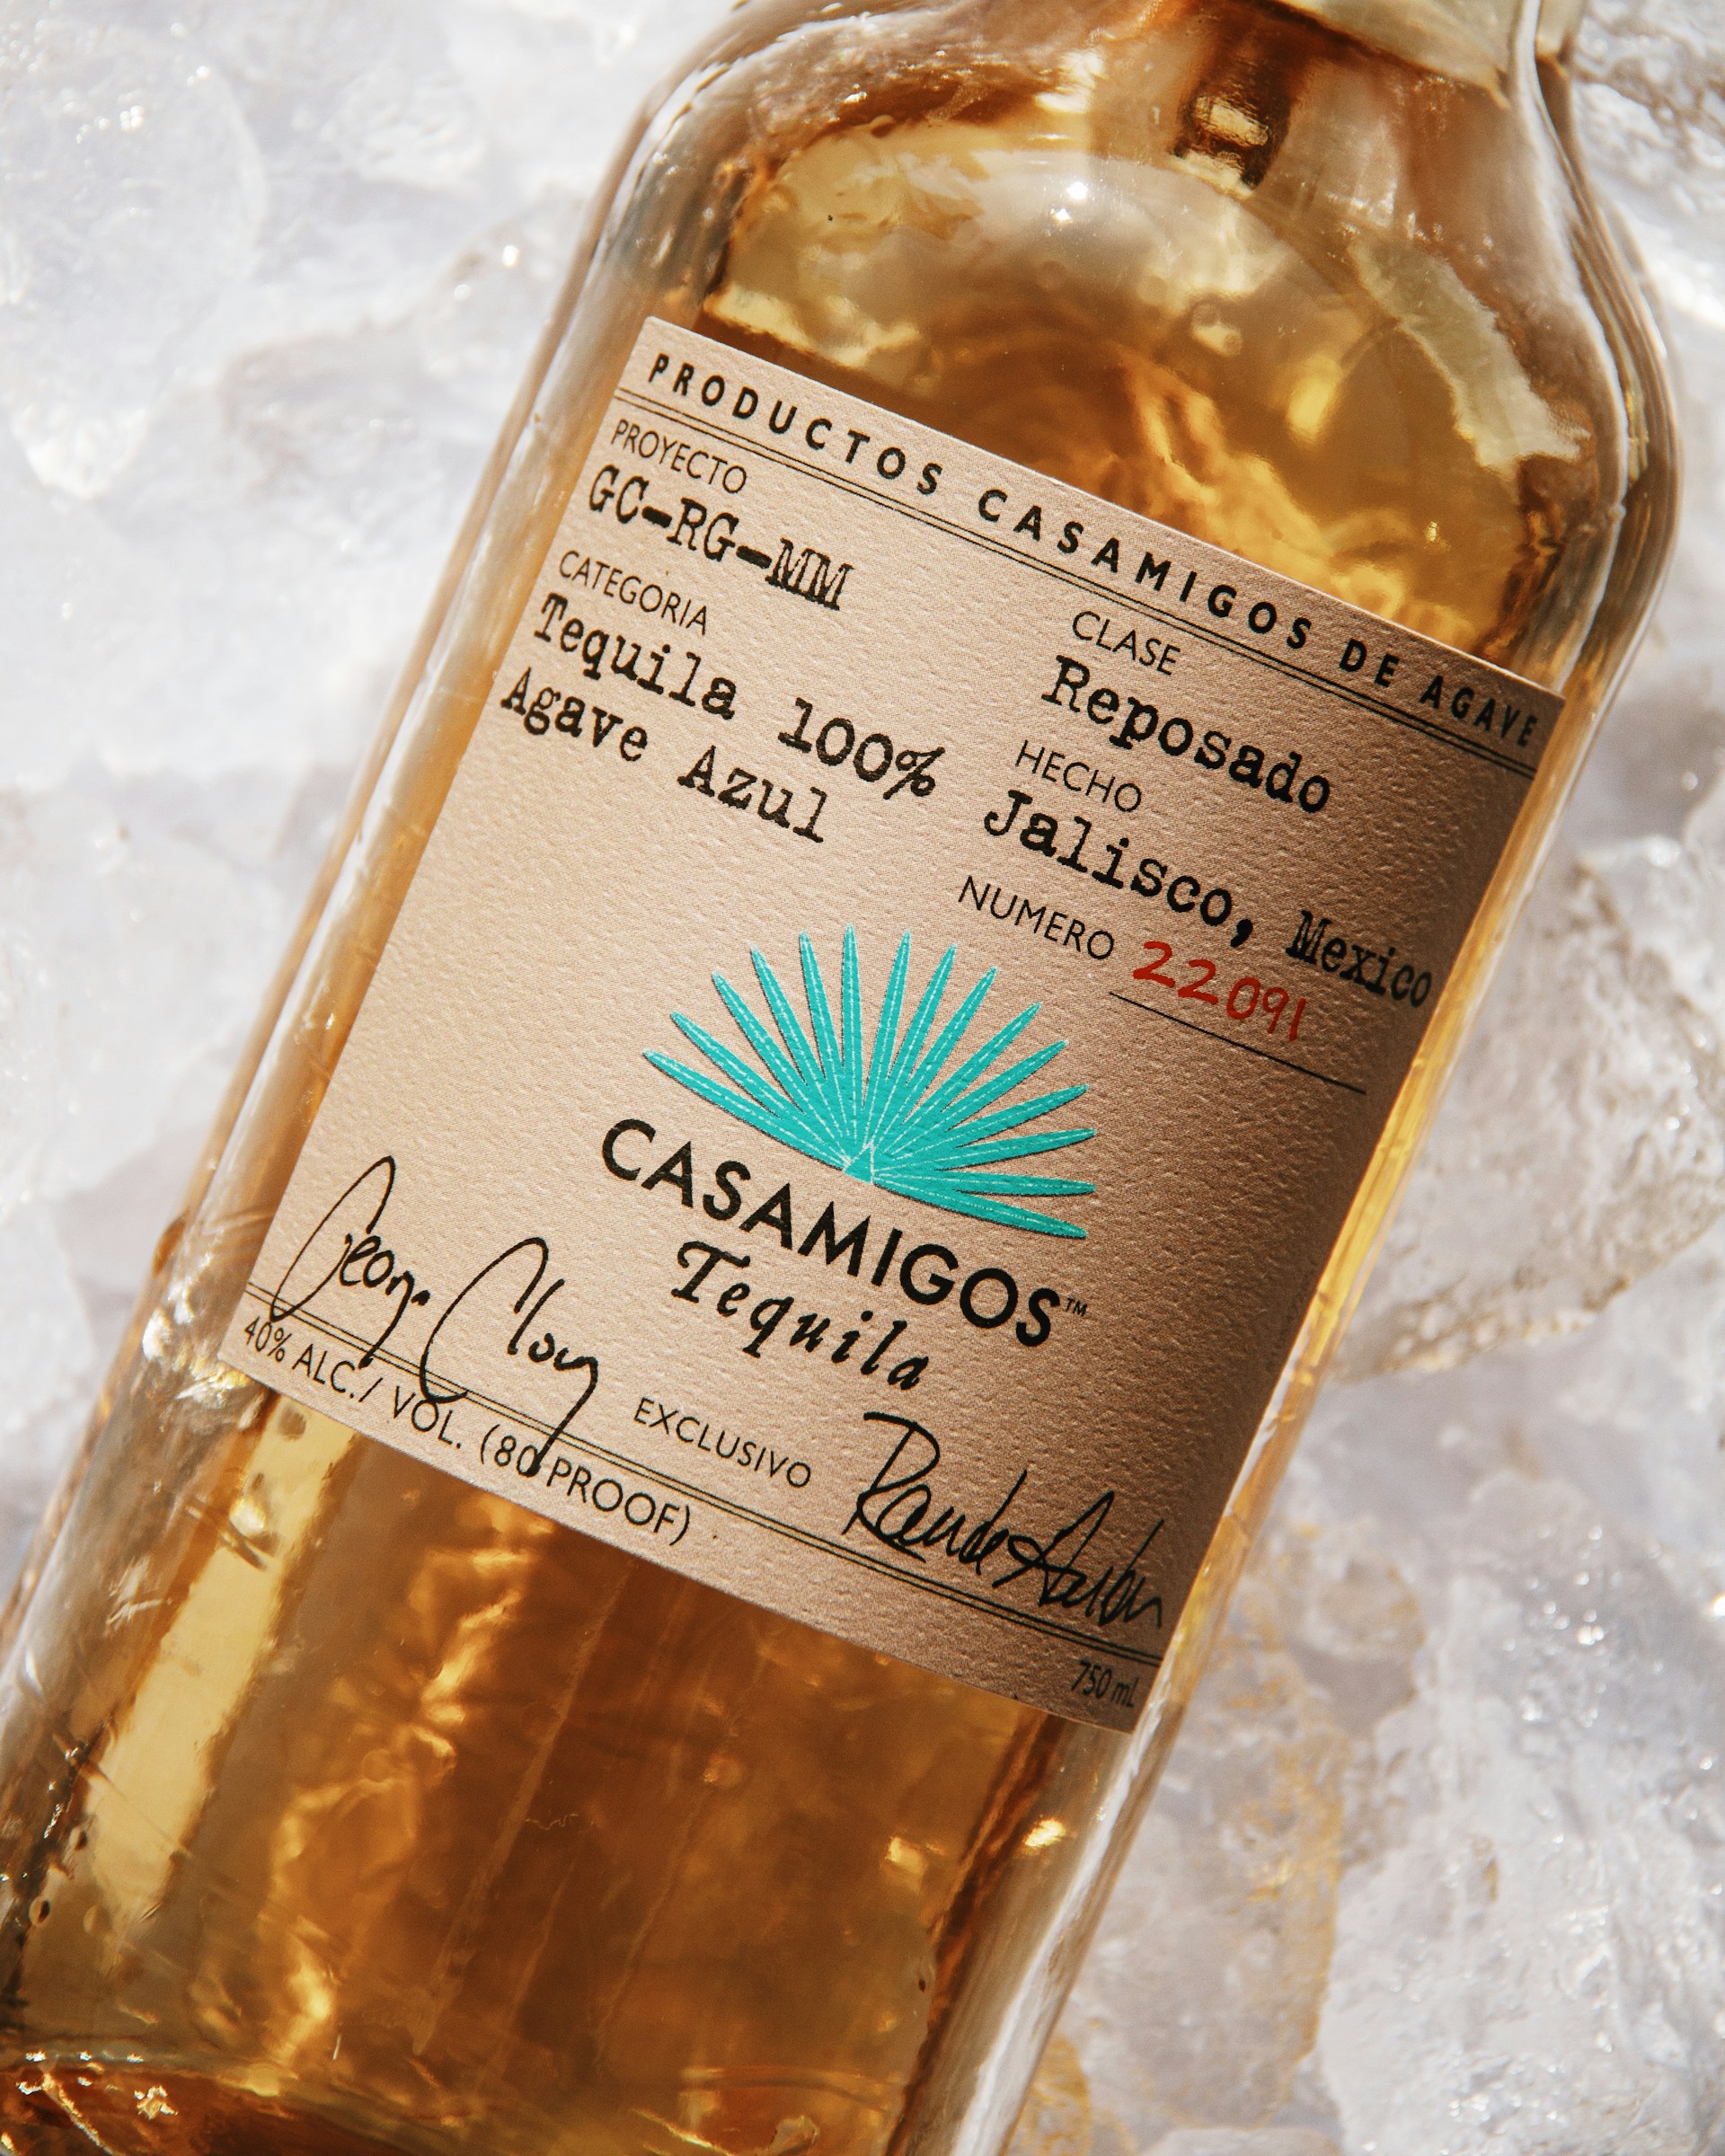 PRODUCTOS CASAMIGOS DE AGAVE
PROYECTO
GC-RG-MM
CATEGORIA
Tequila 100%
Agave Azul
CLASE
Reposado
HECHO
Jalisco, Mexico
NUMERO 22091
CASAMIGOS™
Tequila
EXCLUSIVO
40% ALC./ VOL. (80 PROOF)
750 mL